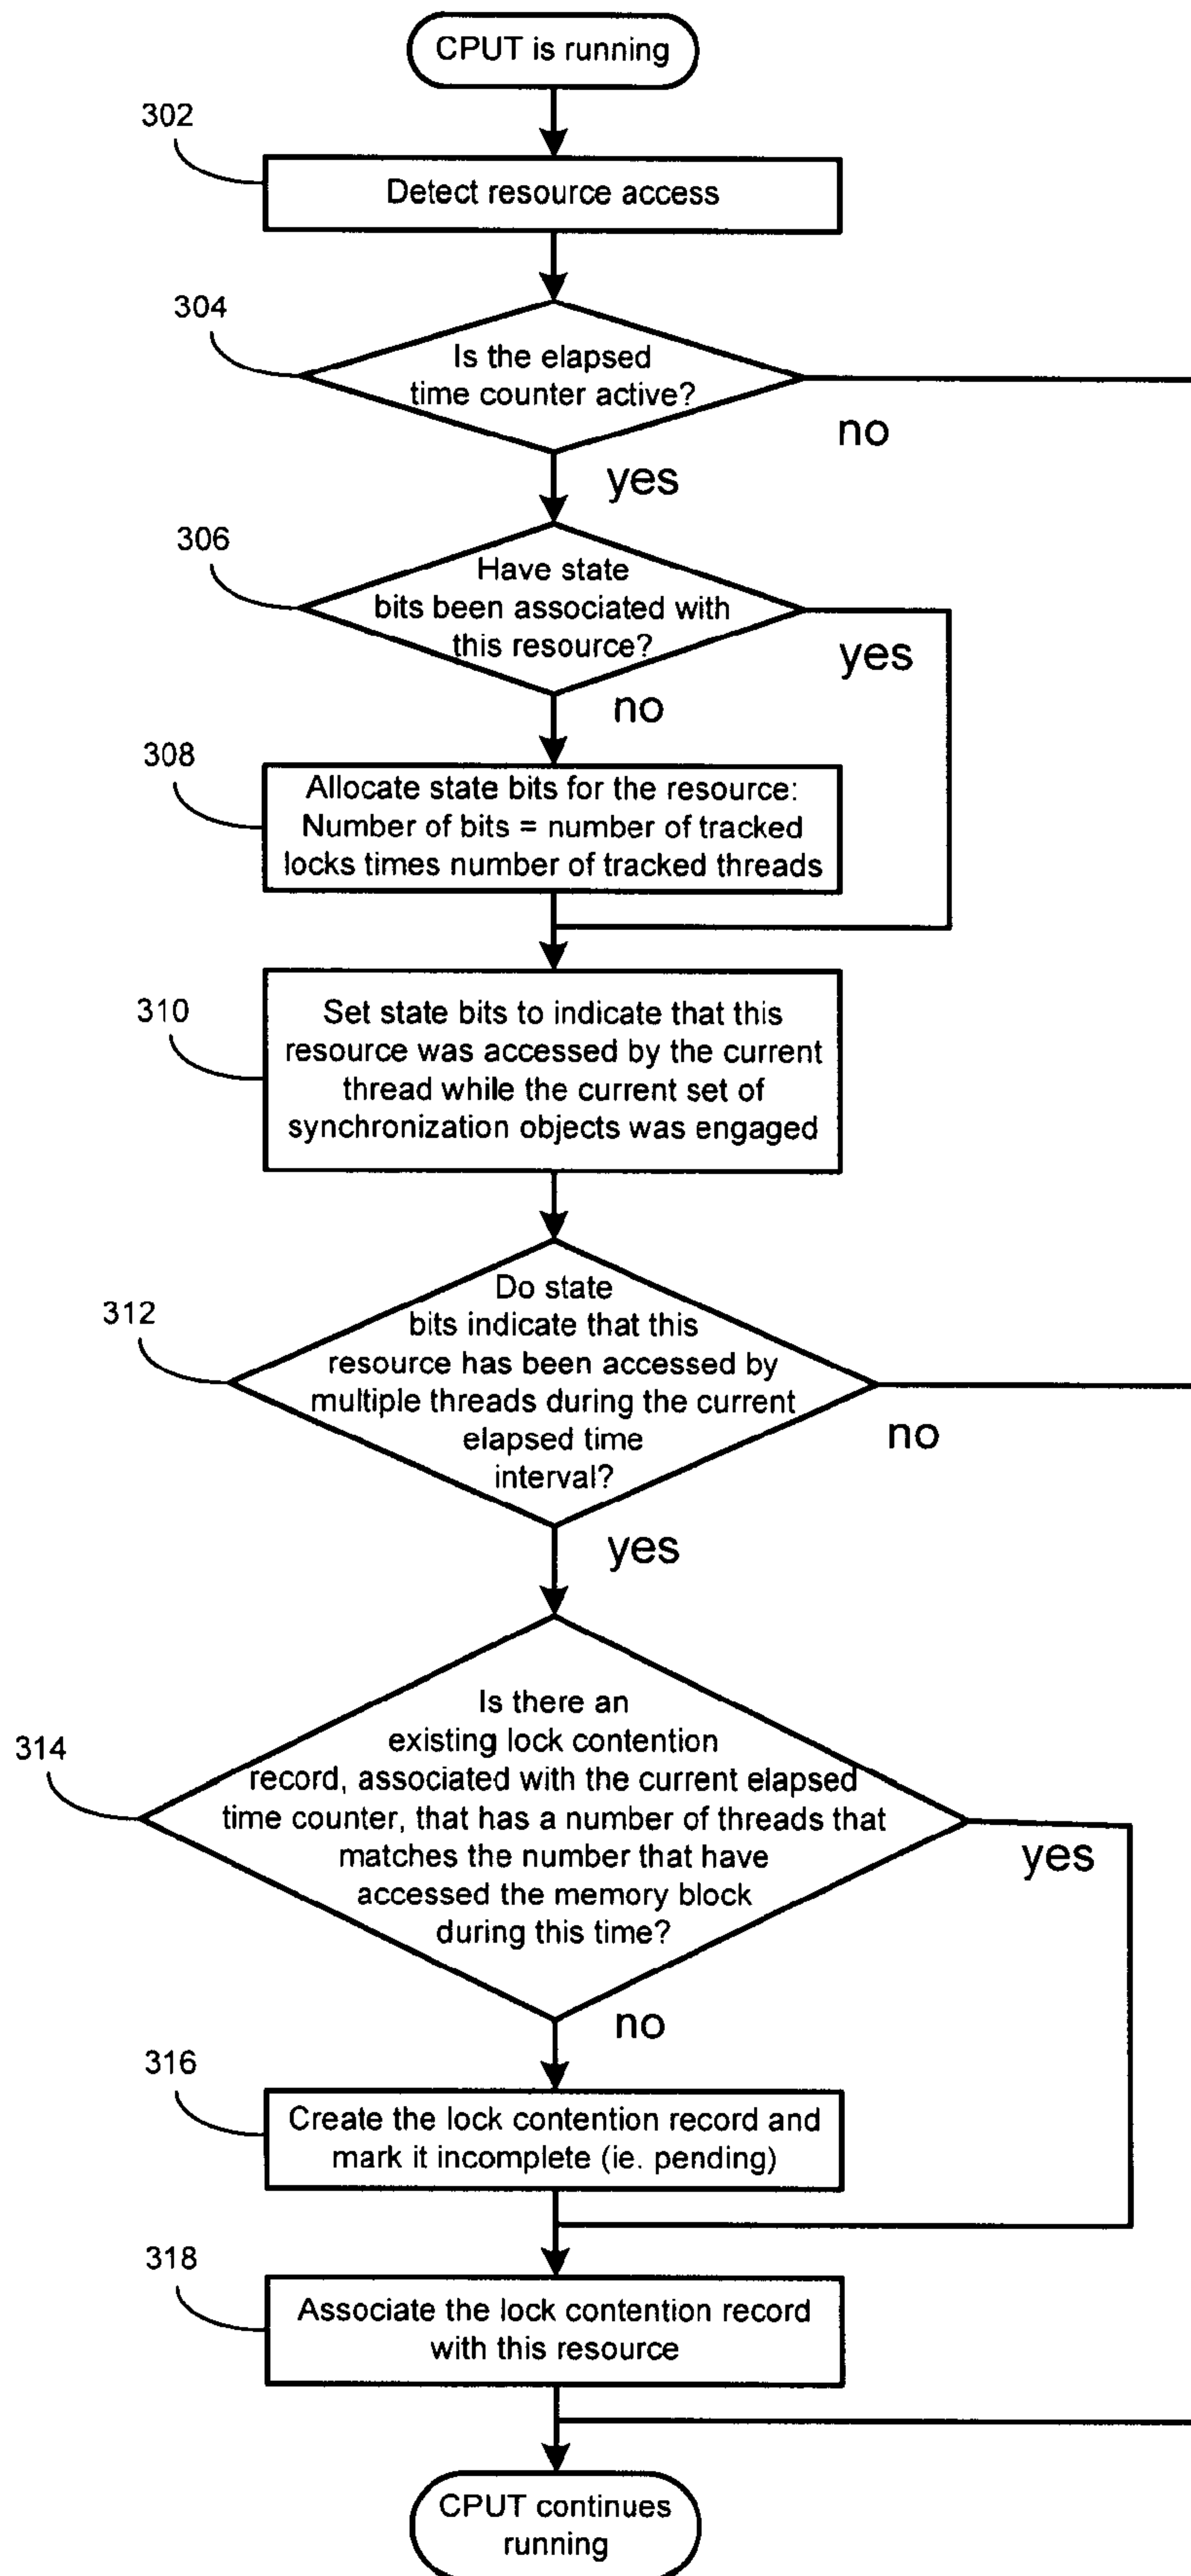 CPUT is running
302
Detect resource access
304
Is the elapsed
time counter active?
no
yes
306
Have state
bits been associated with
this resource?
yes
no
308
Allocate state bits for the resource:
Number of bits = number of tracked
locks times number of tracked threads
310
Set state bits to indicate that this
resource was accessed by the current
thread while the current set of
synchronization objects was engaged
312
Do state
bits indicate that this
resource has been accessed by
multiple threads during the current
elapsed time
interval?
no
yes
314
Is there an
existing lock contention
record, associated with the current elapsed
time counter, that has a number of threads that
matches the number that have
accessed the memory block
during this time?
yes
no
316
Create the lock contention record and
mark it incomplete (ie. pending)
318
Associate the lock contention record
with this resource
CPUT continues
running